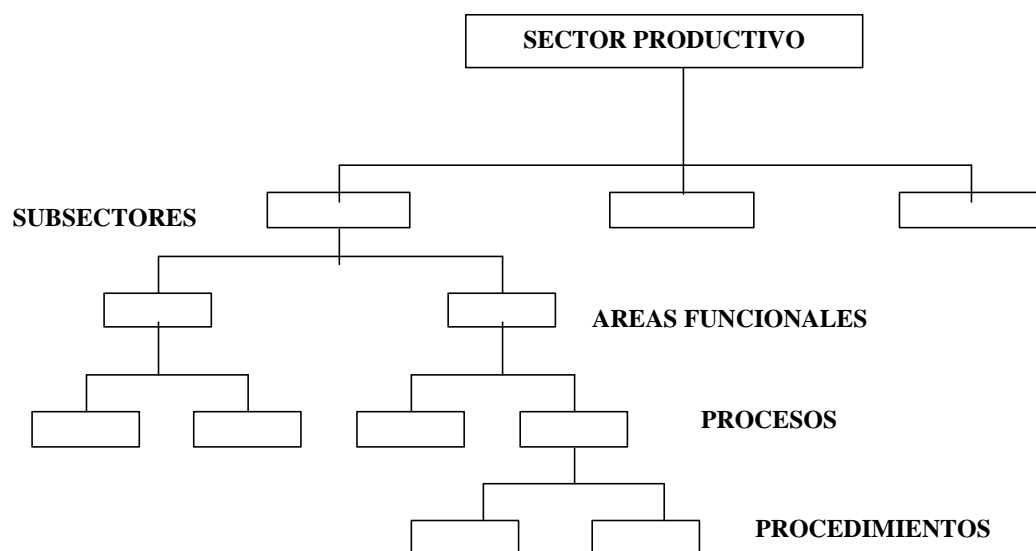 SECTOR PRODUCTIVO
SUBSECTORES
AREAS FUNCIONALES
PROCESOS
PROCEDIMIENTOS